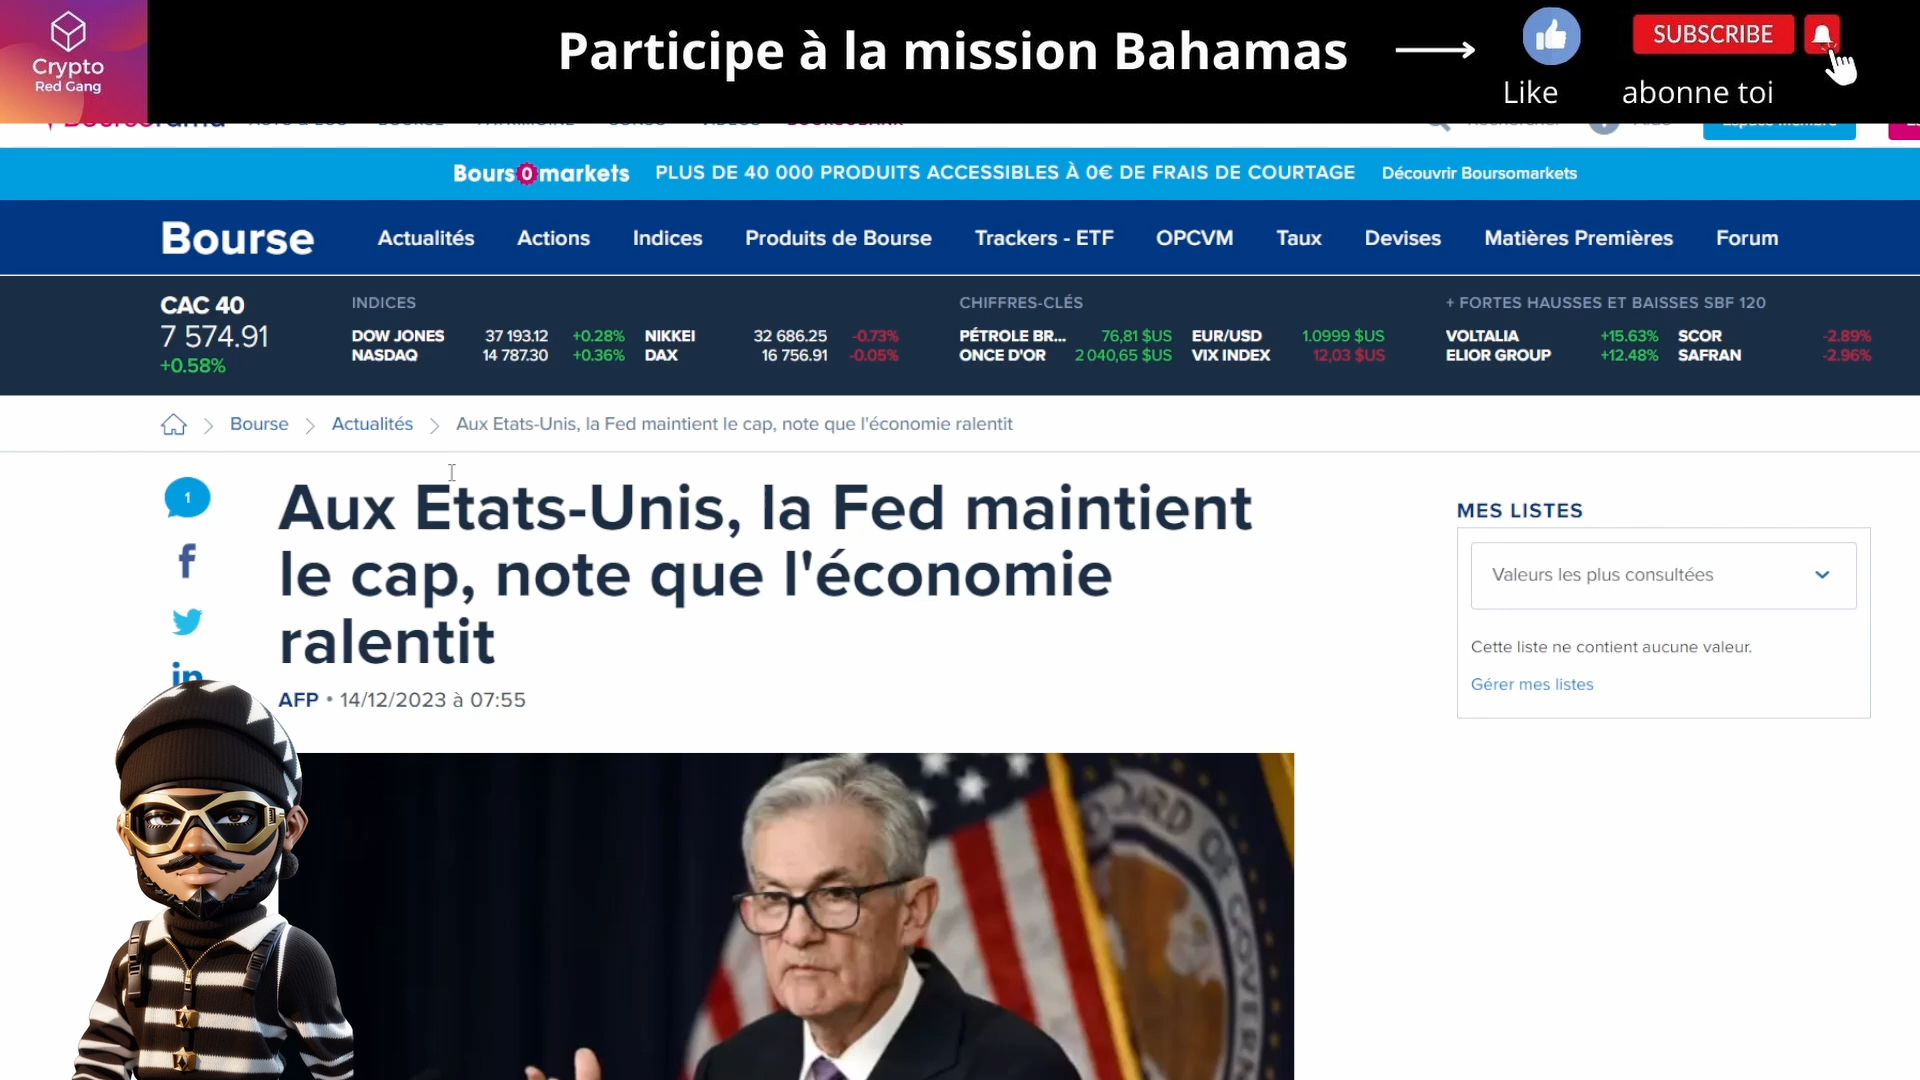 Crypto
Red Gang
Participe à la mission Bahamas
SUBSCRIBE
Like
abonne toi
Boursomarkets PLUS DE 40 000 PRODUITS ACCESSIBLES À 0€ DE FRAIS DE COURTAGE Découvrir Boursomarkets
Bourse Actualités Actions Indices Produits de Bourse Trackers - ETF OPCVM Taux Devises Matières Premières Forum
CAC 40
7 574.91
+0.58%
INDICES
DOW JONES 37 193.12 +0.28% NIKKEI 32 686.25 -0.73%
NASDAQ 14 787.30 +0.36% DAX 16 756.91 -0.05%
CHIFFRES-CLÉS
PÉTROLE BR... 76,81 $US EUR/USD 1.0999 $US
ONCE D'OR 2 040,65 $US VIX INDEX 12,03 $US
+ FORTES HAUSSES ET BAISSES SBF 120
VOLTALIA +15.63% SCOR -2.89%
ELIOR GROUP +12.48% SAFRAN -2.96%
Bourse Actualités Aux Etats-Unis, la Fed maintient le cap, note que l'économie ralentit
1
Aux Etats-Unis, la Fed maintient
le cap, note que l'économie
ralentit
AFP • 14/12/2023 à 07:55
MES LISTES
Valeurs les plus consultées
Cette liste ne contient aucune valeur.
Gérer mes listes